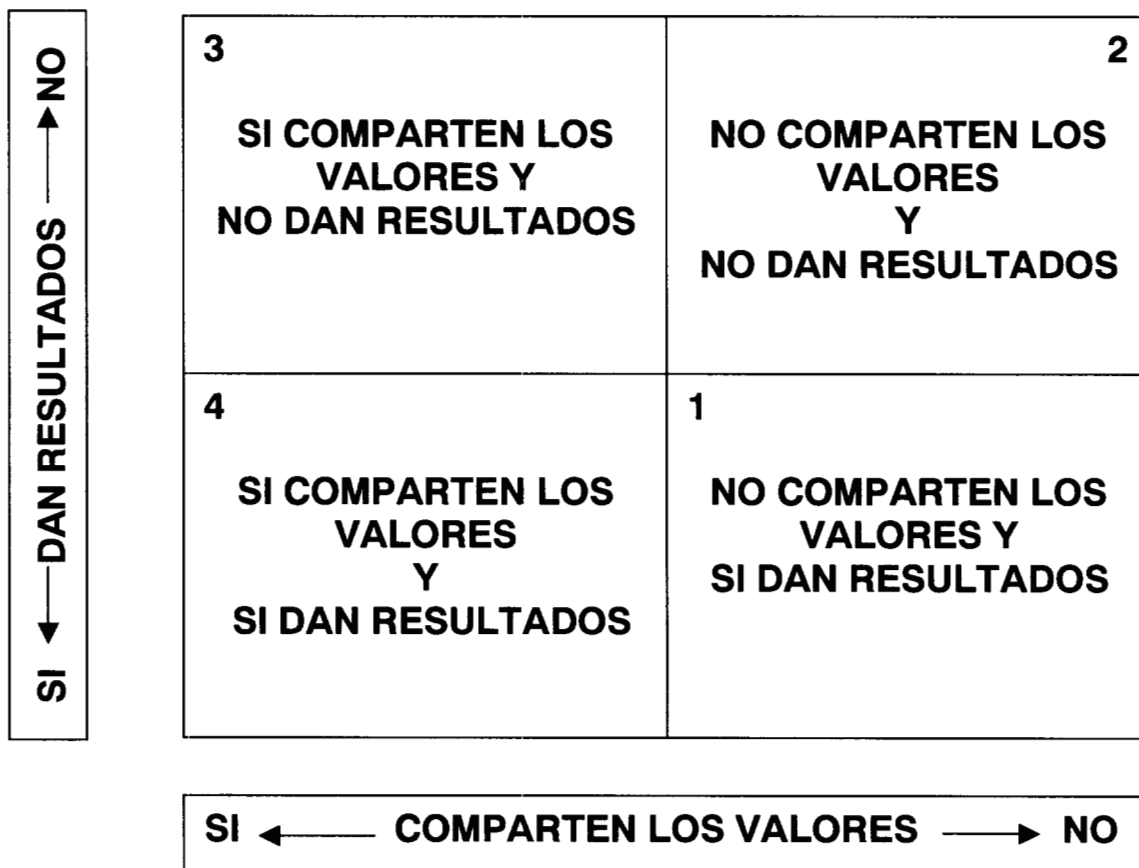 NO
DAN RESULTADOS
SI
3
SI COMPARTEN LOS
VALORES Y
NO DAN RESULTADOS
2
NO COMPARTEN LOS
VALORES
Y
NO DAN RESULTADOS
4
SI COMPARTEN LOS
VALORES
Y
SI DAN RESULTADOS
1
NO COMPARTEN LOS
VALORES Y
SI DAN RESULTADOS
SI COMPARTEN LOS VALORES NO